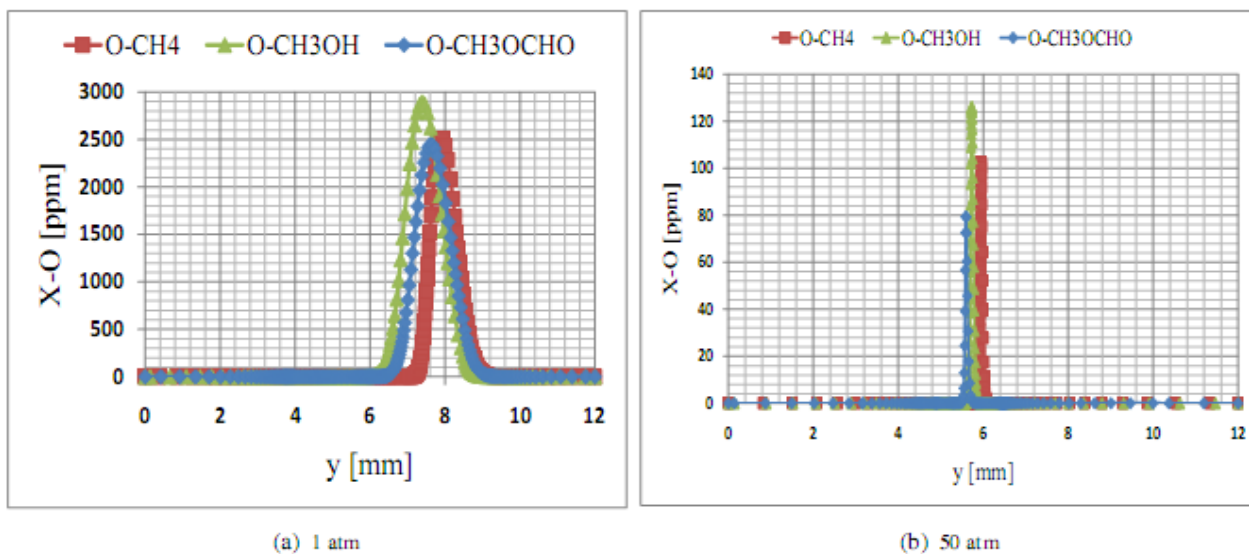 O-CH4 O-CH3OH O-CH3OCHO
3000
2500
2000
1500
1000
500
0
X-O [ppm]
0 2 4 6 8 10 12
y [mm]
(a) 1 atm
O-CH4 O-CH3OH O-CH3OCHO
140
120
100
80
60
40
20
0
X-O [ppm]
0 2 4 6 8 10 12
y [mm]
(b) 50 atm